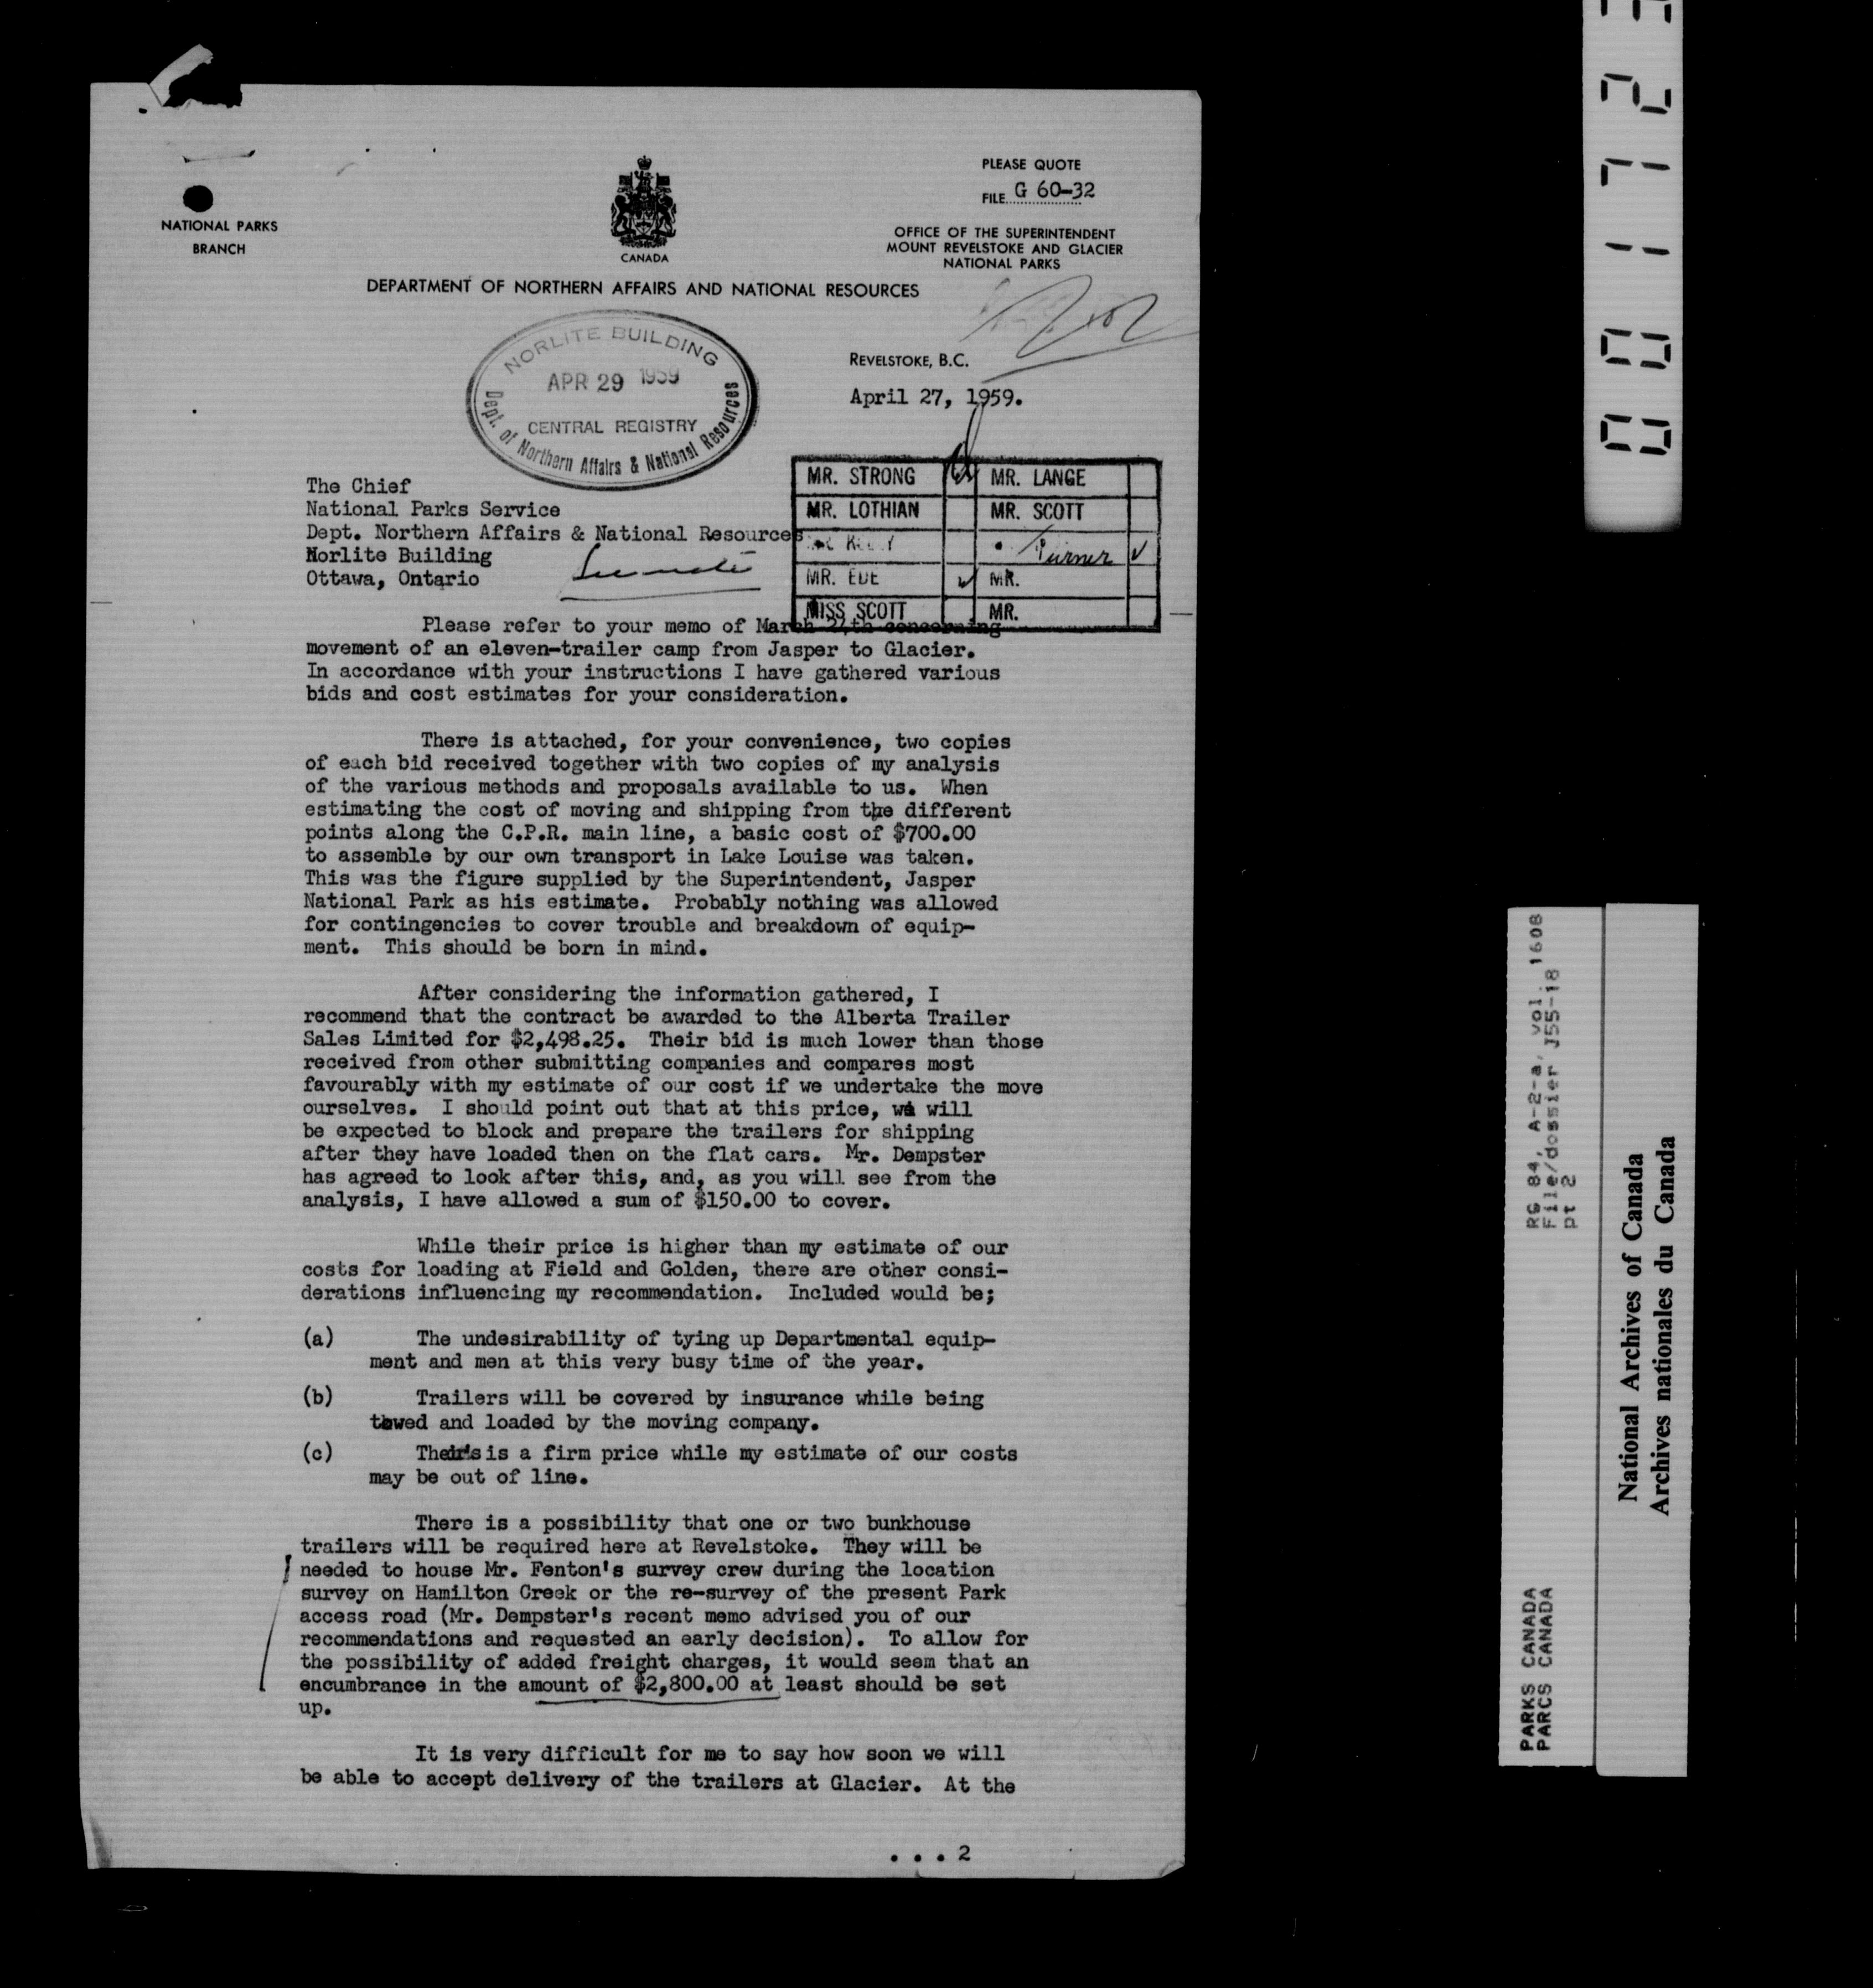 PLEASE QUOTE
FILE G 60-32
NATIONAL PARKS
BRANCH
CANADA
OFFICE OF THE SUPERINTENDENT
MOUNT REVELSTOKE AND GLACIER
NATIONAL PARKS
DEPARTMENT OF NORTHERN AFFAIRS AND NATIONAL RESOURCES
NORLITE BUILDING
APR 29 1959
CENTRAL REGISTRY
Dept. of Northern Affairs & National Resources
REVELSTOKE, B.C.
April 27, 1959.
MR. STRONG MR. LANGE
MR. LOTHIAN MR. SCOTT
Turner
MR. EDE MR.
MISS SCOTT MR.
The Chief
National Parks Service
Dept. Northern Affairs & National Resources
Norlite Building
Ottawa, Ontario
Please refer to your memo of March 24th concerning
movement of an eleven-trailer camp from Jasper to Glacier.
In accordance with your instructions I have gathered various
bids and cost estimates for your consideration.
There is attached, for your convenience, two copies
of each bid received together with two copies of my analysis
of the various methods and proposals available to us. When
estimating the cost of moving and shipping from the different
points along the C.P.R. main line, a basic cost of $700.00
to assemble by our own transport in Lake Louise was taken.
This was the figure supplied by the Superintendent, Jasper
National Park as his estimate. Probably nothing was allowed
for contingencies to cover trouble and breakdown of equip-
ment. This should be born in mind.
After considering the information gathered, I
recommend that the contract be awarded to the Alberta Trailer
Sales Limited for $2,498.25. Their bid is much lower than those
received from other submitting companies and compares most
favourably with my estimate of our cost if we undertake the move
ourselves. I should point out that at this price, we will
be expected to block and prepare the trailers for shipping
after they have loaded then on the flat cars. Mr. Dempster
has agreed to look after this, and, as you will see from the
analysis, I have allowed a sum of $150.00 to cover.
While their price is higher than my estimate of our
costs for loading at Field and Golden, there are other consi-
derations influencing my recommendation. Included would be;
(a) The undesirability of tying up Departmental equip-
ment and men at this very busy time of the year.
(b) Trailers will be covered by insurance while being
towed and loaded by the moving company.
(c) Their's is a firm price while my estimate of our costs
may be out of line.
There is a possibility that one or two bunkhouse
trailers will be required here at Revelstoke. They will be
needed to house Mr. Fenton's survey crew during the location
survey on Hamilton Creek or the re-survey of the present Park
access road (Mr. Dempster's recent memo advised you of our
recommendations and requested an early decision). To allow for
the possibility of added freight charges, it would seem that an
encumbrance in the amount of $2,800.00 at least should be set
up.
It is very difficult for me to say how soon we will
be able to accept delivery of the trailers at Glacier. At the
. . . 2
RG 84, A-2-a, vol. 1608
File/dossier J55-18
pt 2
PARKS CANADA
PARCS CANADA
National Archives of Canada
Archives nationales du Canada